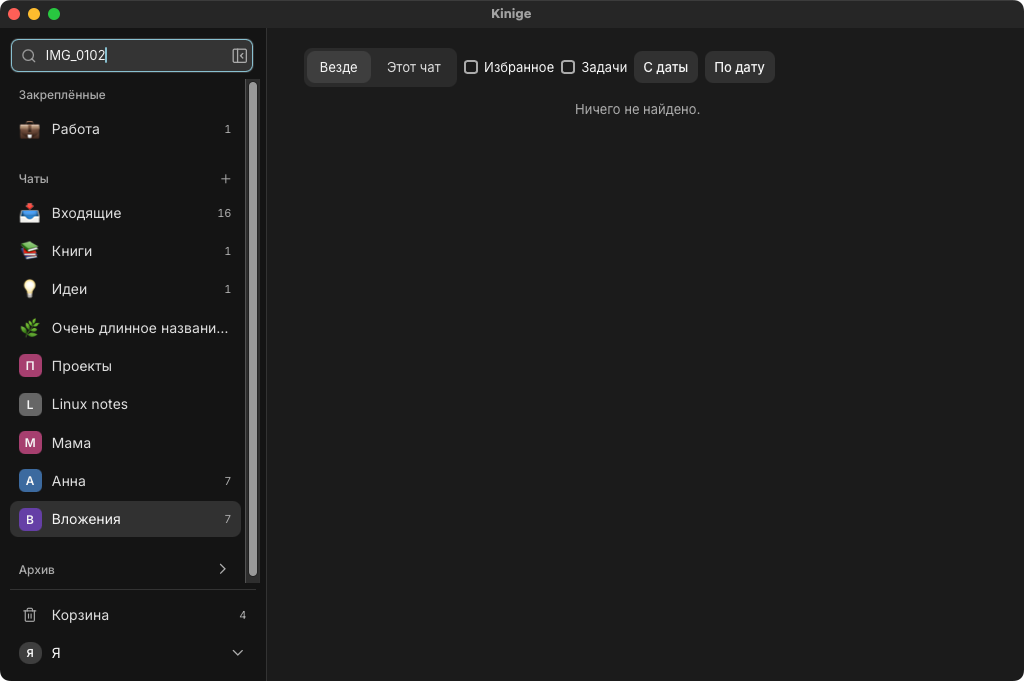 Kinige
IMG_0102
Закреплённые
Работа 1
Чаты +
Входящие 16
Книги 1
Идеи 1
Очень длинное названи...
П Проекты
L Linux notes
М Мама
А Анна 7
В Вложения 7
Архив
Корзина 4
Я Я
Везде Этот чат Избранное Задачи С даты По дату
Ничего не найдено.